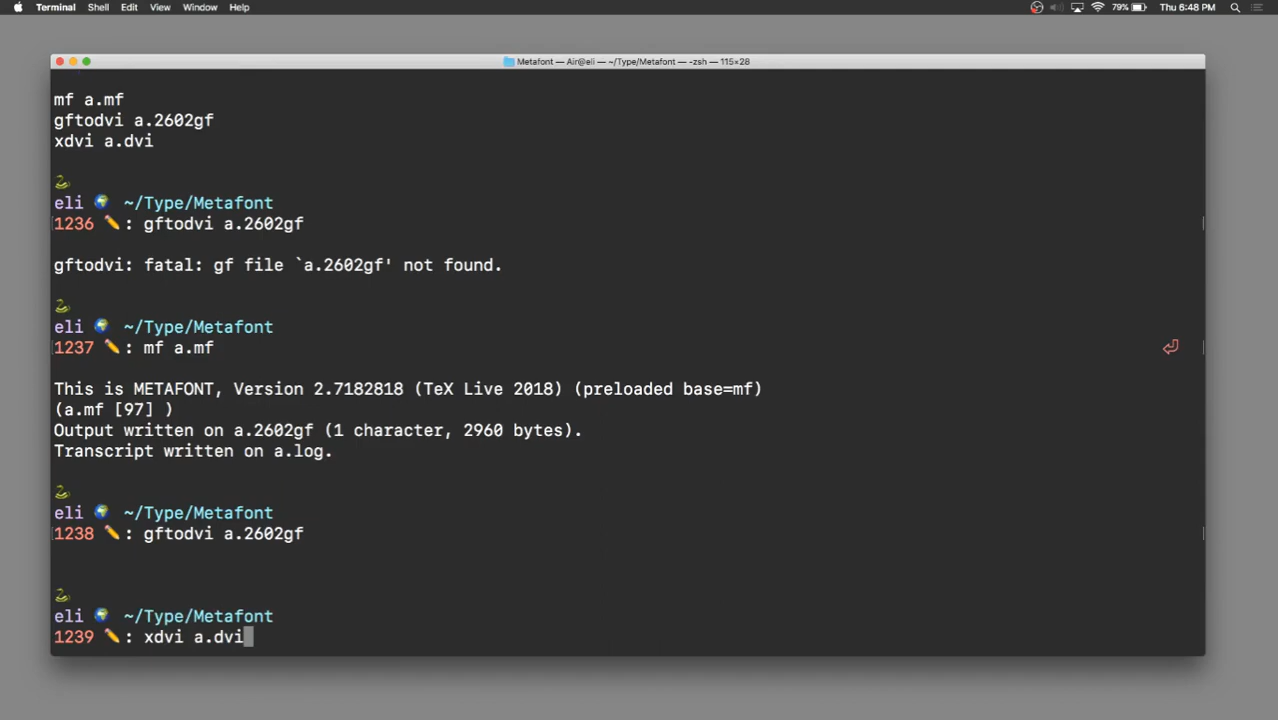 Terminal Shell Edit View Window Help 79% Thu 6:48 PM
Metafont — Air@eli — ~/Type/Metafont — -zsh — 115×28
mf a.mf
gftodvi a.2602gf
xdvi a.dvi
eli ~/Type/Metafont
1236 : gftodvi a.2602gf
gftodvi: fatal: gf file `a.2602gf' not found.
eli ~/Type/Metafont
1237 : mf a.mf
This is METAFONT, Version 2.7182818 (TeX Live 2018) (preloaded base=mf)
(a.mf [97] )
Output written on a.2602gf (1 character, 2960 bytes).
Transcript written on a.log.
eli ~/Type/Metafont
1238 : gftodvi a.2602gf
eli ~/Type/Metafont
1239 : xdvi a.dvi